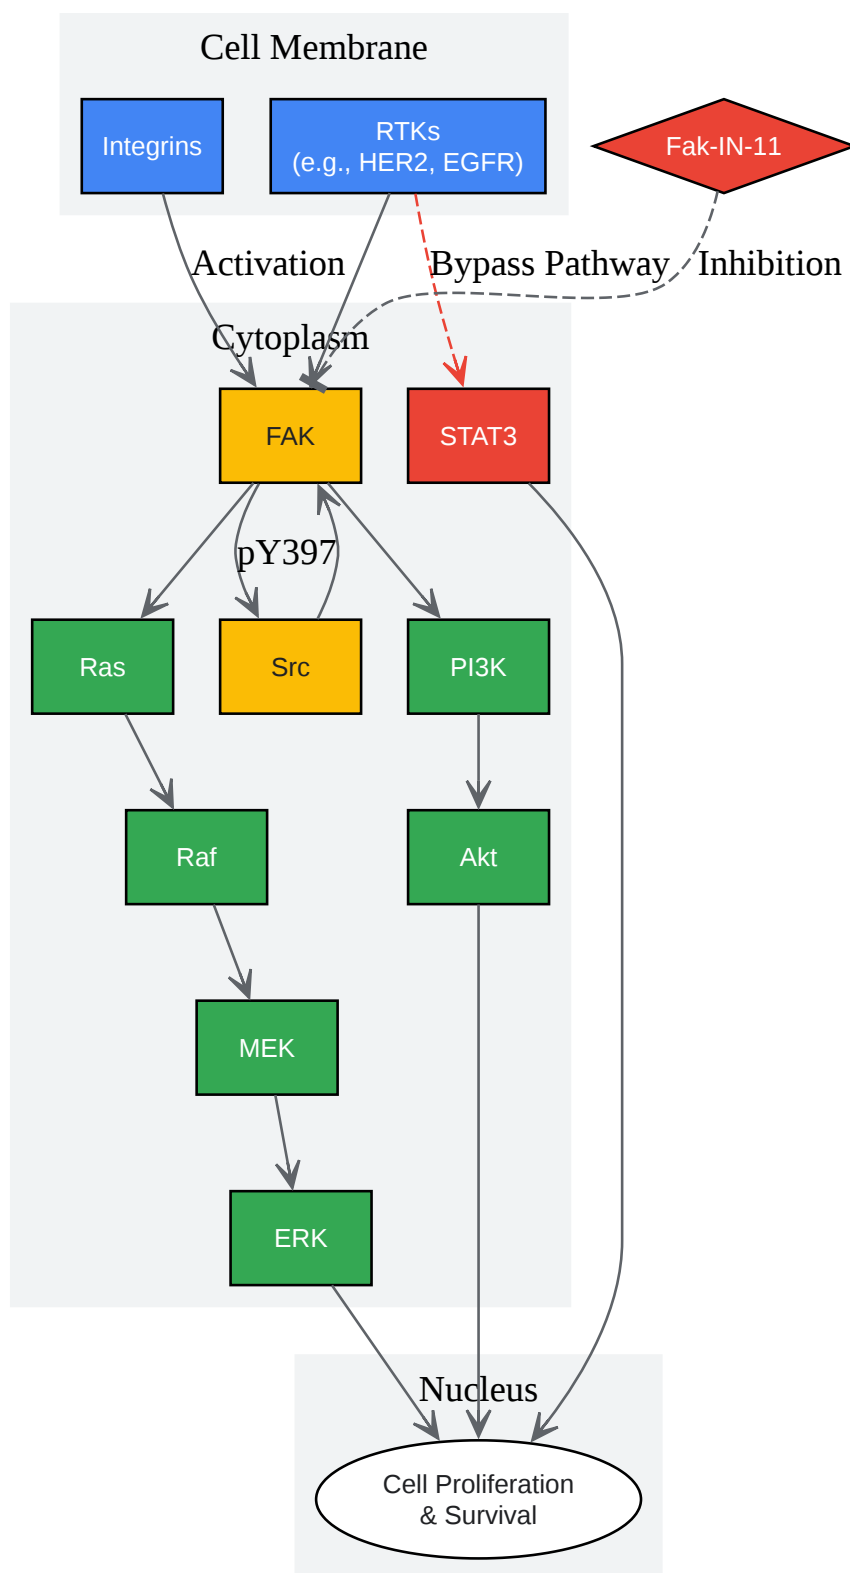 Cell Membrane
Integrins
RTKs
(e.g., HER2, EGFR)
Fak-IN-11
Activation
Bypass Pathway
Inhibition
Cytoplasm
FAK
STAT3
pY397
Ras
Src
PI3K
Raf
Akt
MEK
ERK
Nucleus
Cell Proliferation
& Survival